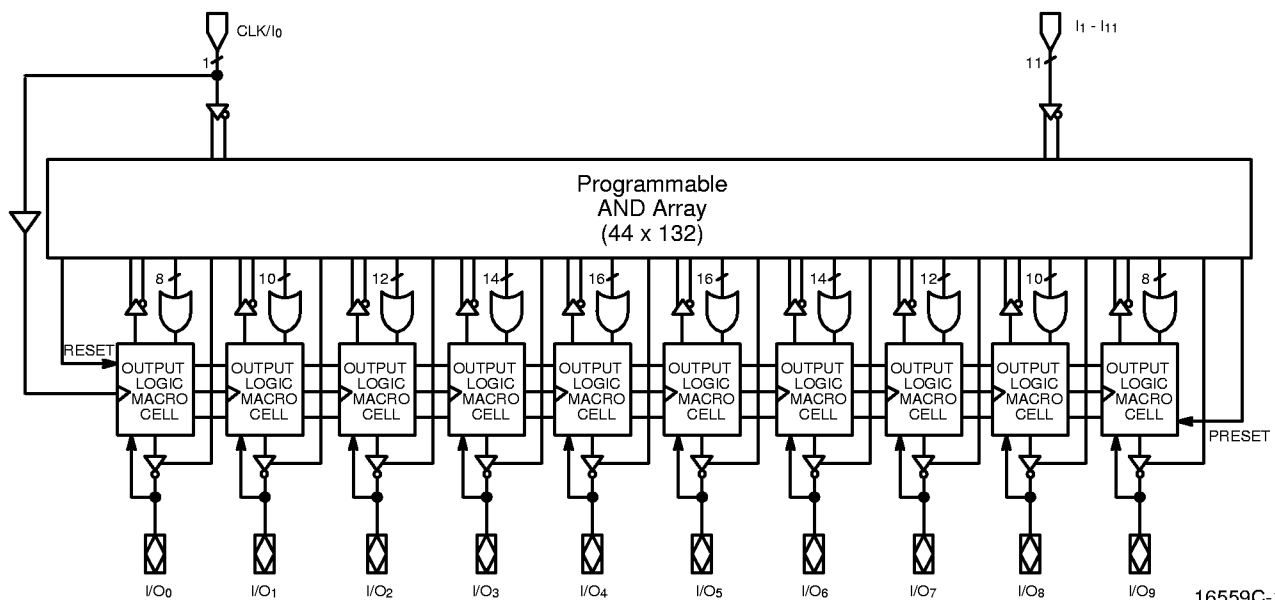 CLK/I0
I1 - I11
1
11
Programmable
AND Array
(44 x 132)
8
10
12
14
16
16
14
12
10
8
RESET
OUTPUT
LOGIC
MACRO
CELL
OUTPUT
LOGIC
MACRO
CELL
OUTPUT
LOGIC
MACRO
CELL
OUTPUT
LOGIC
MACRO
CELL
OUTPUT
LOGIC
MACRO
CELL
OUTPUT
LOGIC
MACRO
CELL
OUTPUT
LOGIC
MACRO
CELL
OUTPUT
LOGIC
MACRO
CELL
OUTPUT
LOGIC
MACRO
CELL
OUTPUT
LOGIC
MACRO
CELL
PRESET
I/O0
I/O1
I/O2
I/O3
I/O4
I/O5
I/O6
I/O7
I/O8
I/O9
16559C-